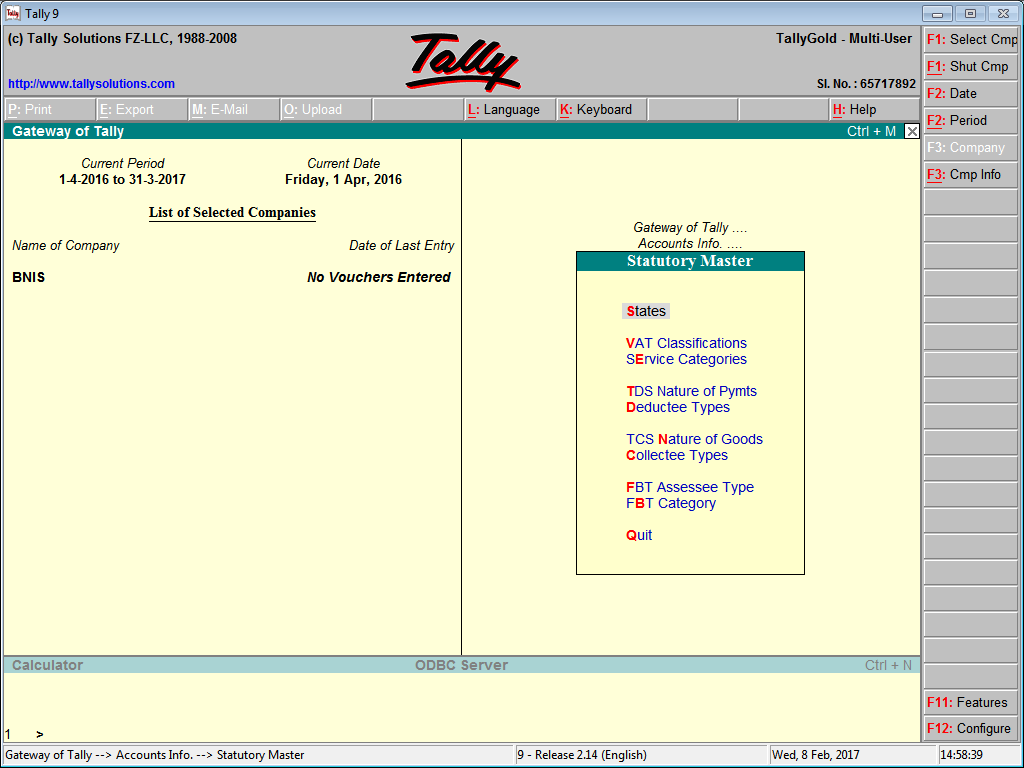 Tally 9
(c) Tally Solutions FZ-LLC, 1988-2008
Tally
TallyGold - Multi-User
http://www.tallysolutions.com
Sl. No. : 65717892
P: Print E: Export M: E-Mail O: Upload L: Language K: Keyboard H: Help
Gateway of Tally Ctrl + M
Current Period Current Date
1-4-2016 to 31-3-2017 Friday, 1 Apr, 2016
List of Selected Companies
Name of Company Date of Last Entry
BNIS No Vouchers Entered
Gateway of Tally ....
Accounts Info. ....
Statutory Master
States
VAT Classifications
SErvice Categories
TDS Nature of Pymts
Deductee Types
TCS Nature of Goods
Collectee Types
FBT Assessee Type
FBT Category
Quit
F1: Select Cmp
F1: Shut Cmp
F2: Date
F2: Period
F3: Company
F3: Cmp Info
F11: Features
F12: Configure
Calculator ODBC Server Ctrl + N
1 >
Gateway of Tally --> Accounts Info. --> Statutory Master 9 - Release 2.14 (English) Wed, 8 Feb, 2017 14:58:39